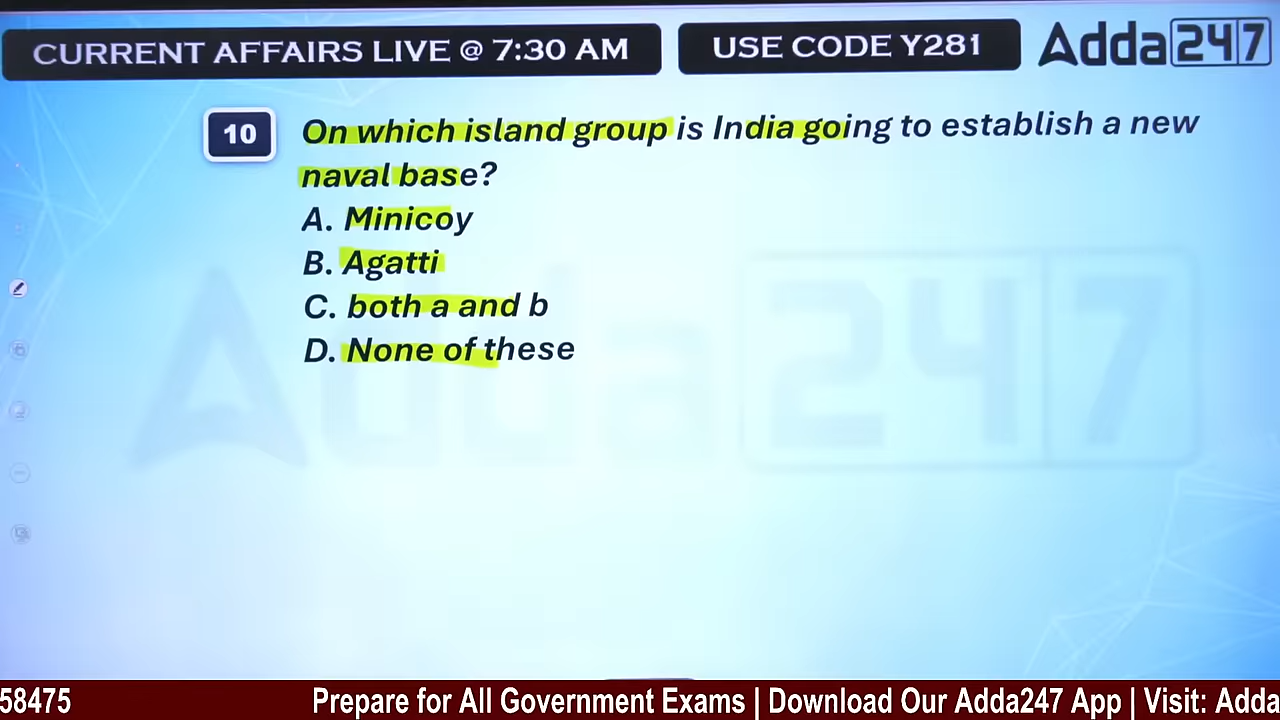 CURRENT AFFAIRS LIVE @ 7:30 AM
USE CODE Y281
Adda247
10
On which island group is India going to establish a new
naval base?
A. Minicoy
B. Agatti
C. both a and b
D. None of these
Adda247
58475
Prepare for All Government Exams | Download Our Adda247 App | Visit: Adda